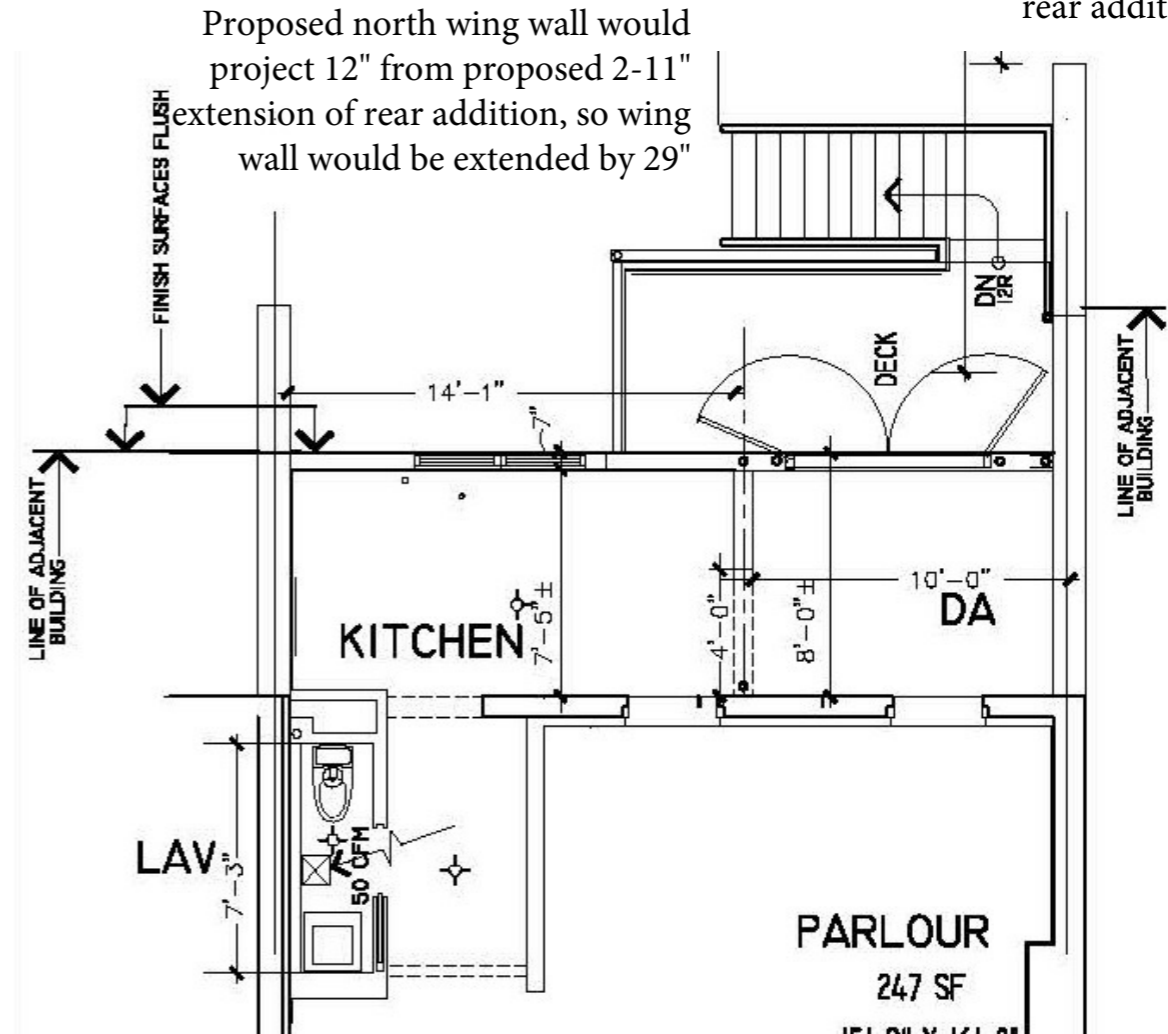 rear addit
Proposed north wing wall would
project 12" from proposed 2-11"
extension of rear addition, so wing
wall would be extended by 29"
FINISH SURFACES FLUSH
DN
12R
DECK
14'-1"
7"
LINE OF ADJACENT
BUILDING
LINE OF ADJACENT
BUILDING
KITCHEN
7'-5"±
4'-0"
8'-0"±
10'-0"
DA
LAV
7'-3"
50 CFM
PARLOUR
247 SF